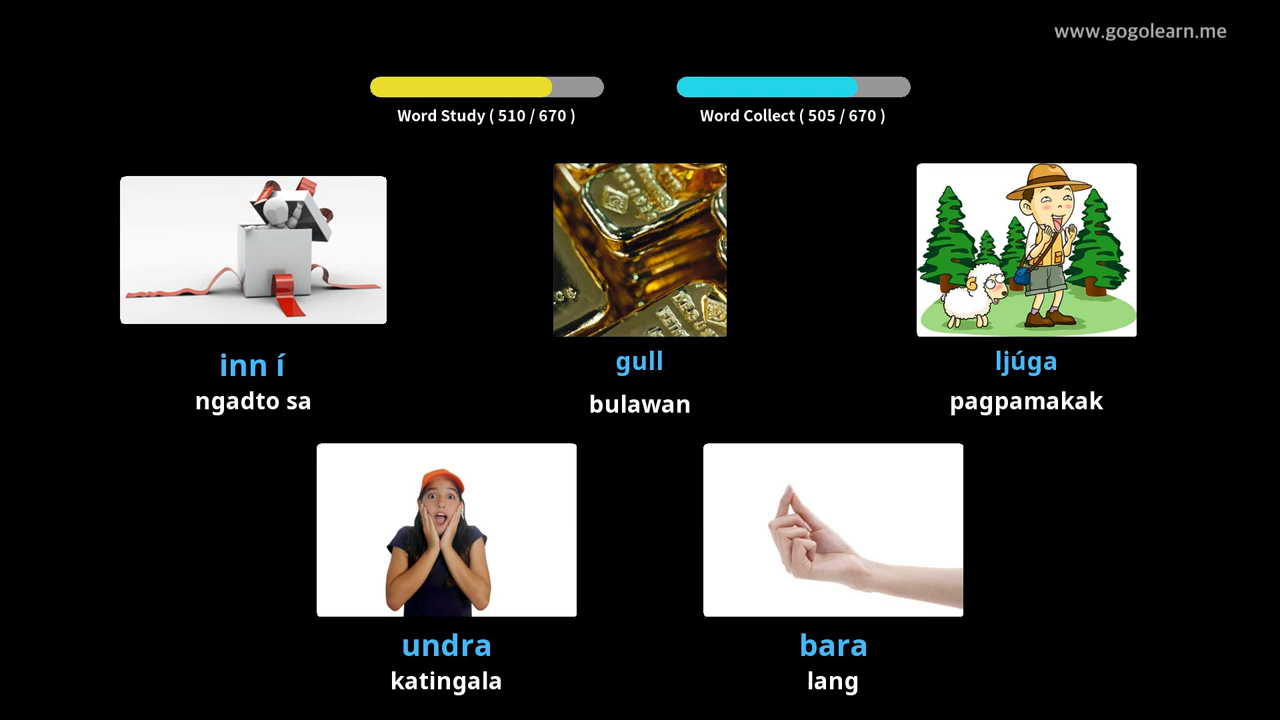 www.gogolearn.me
Word Study ( 510 / 670 )
Word Collect ( 505 / 670 )
inn í
ngadto sa
gull
bulawan
ljúga
pagpamakak
undra
katingala
bara
lang